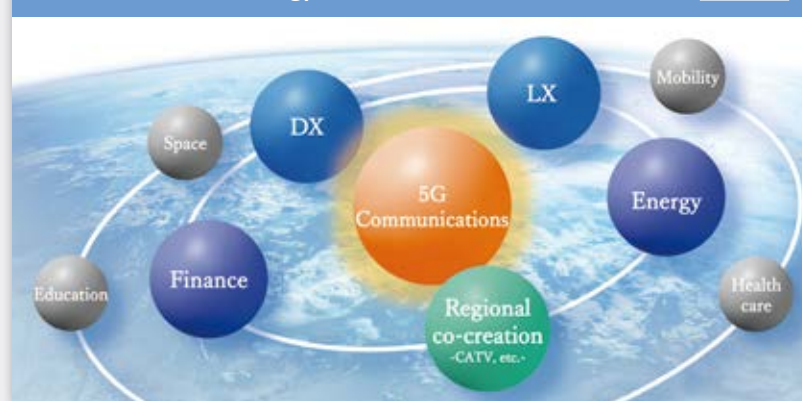 Mobility
LX
DX
Space
5G
Communications
Energy
Finance
Education
Health
care
Regional
co-creation
-CATV, etc.-